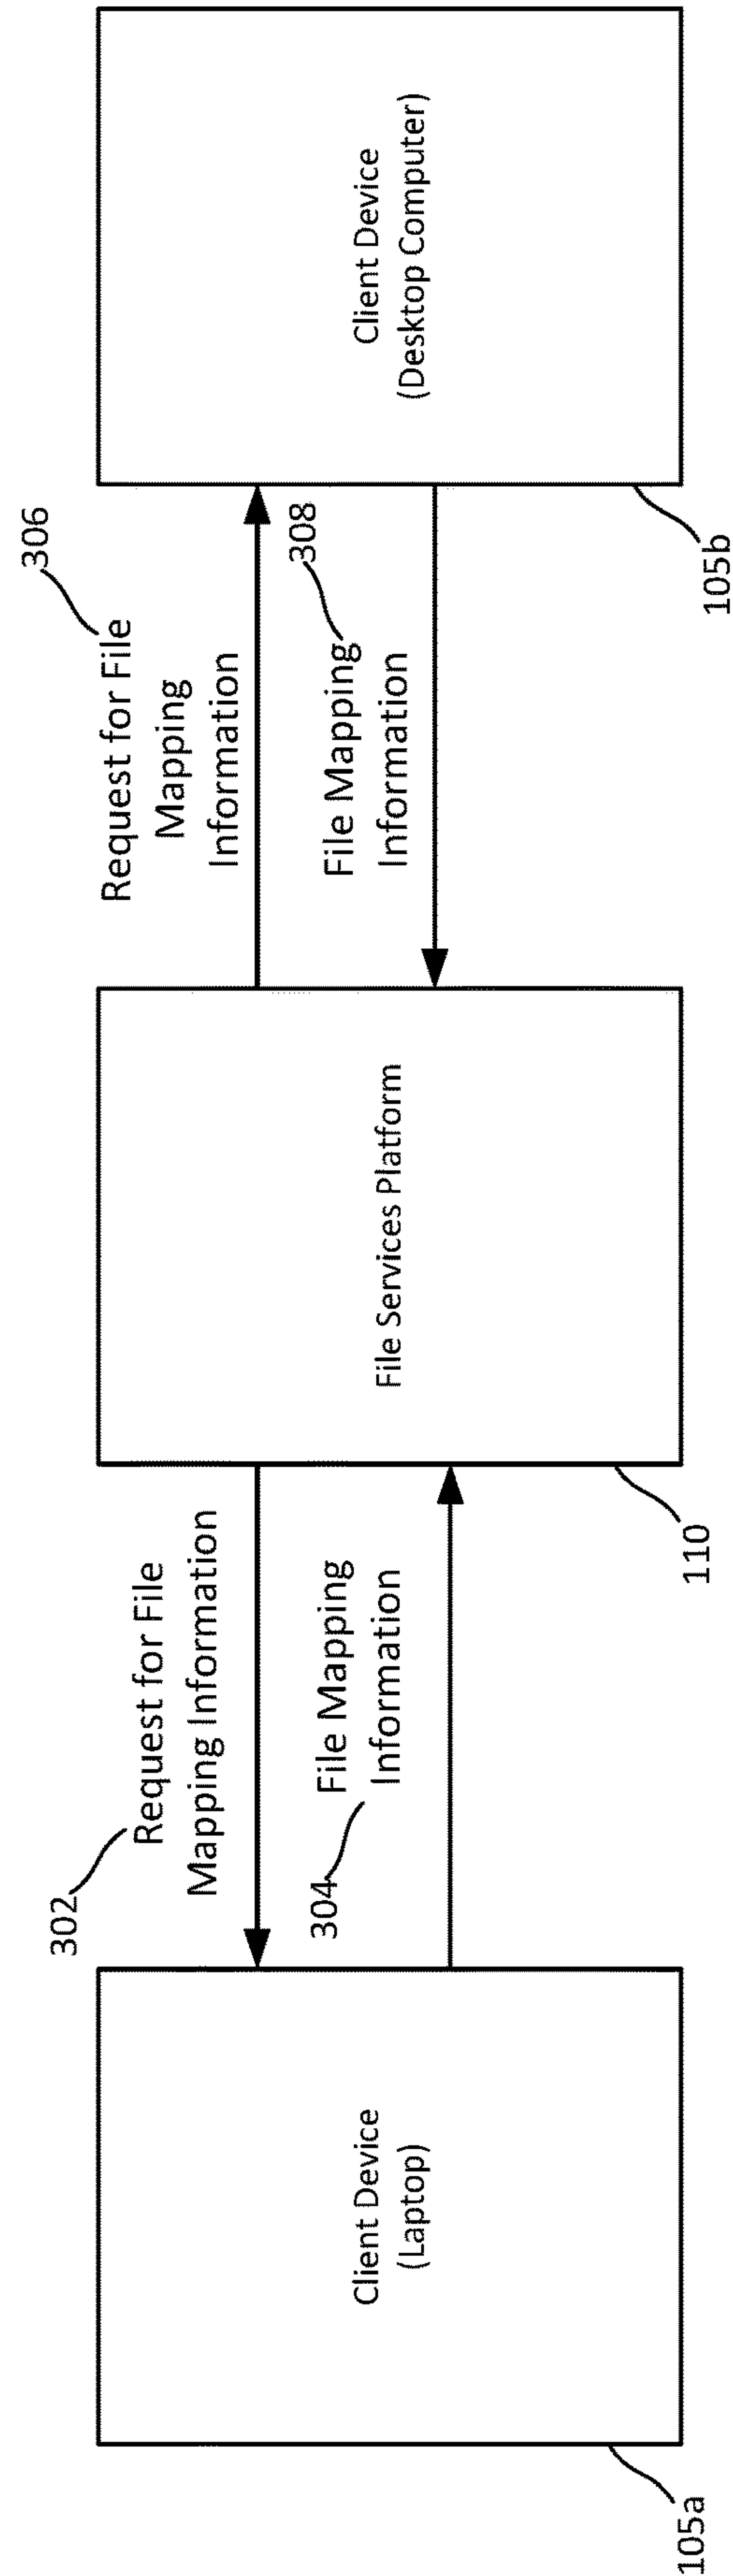 302
Request for File
Mapping Information
304
File Mapping
Information
Client Device
(Laptop)
105a
File Services Platform
110
306
Request for File
Mapping
Information
308
File Mapping
Information
Client Device
(Desktop Computer)
105b